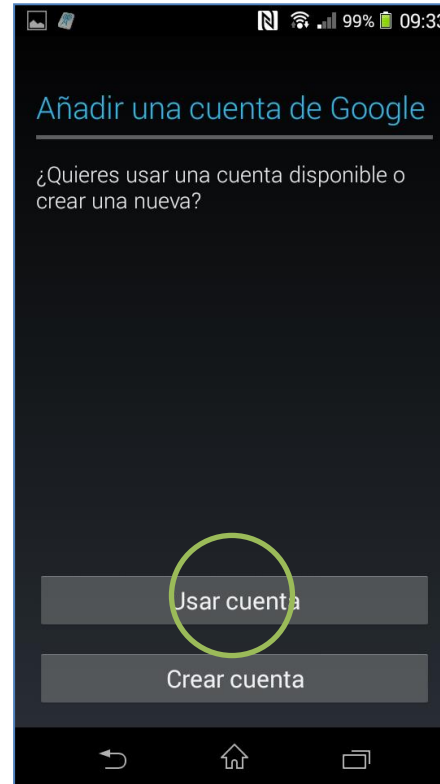 99% 09:33
Añadir una cuenta de Google
¿Quieres usar una cuenta disponible o
crear una nueva?
Usar cuenta
Crear cuenta